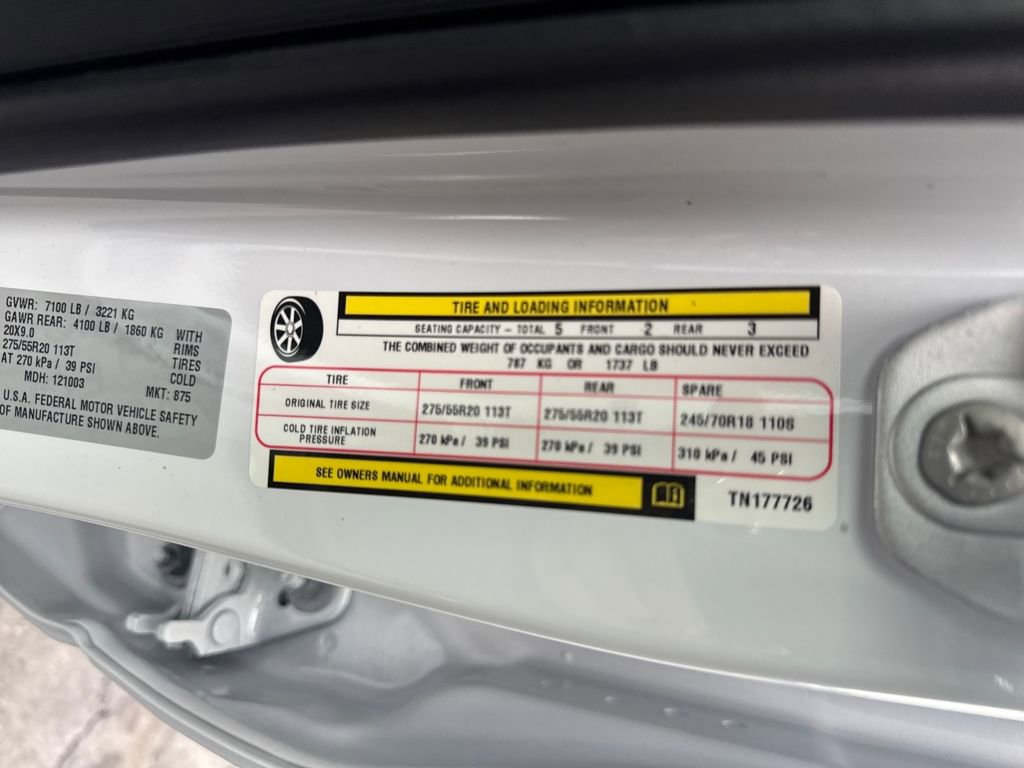 GVWR: 7100 LB / 3221 KG
GAWR REAR: 4100 LB / 1860 KG WITH
20X9.0 RIMS
275/55R20 113T TIRES
AT 270 kPa / 39 PSI COLD
MDH: 121003 MKT: 875
U.S.A. FEDERAL MOTOR VEHICLE SAFETY
OF MANUFACTURE SHOWN ABOVE.
TIRE AND LOADING INFORMATION
SEATING CAPACITY – TOTAL 5 FRONT 2 REAR 3
THE COMBINED WEIGHT OF OCCUPANTS AND CARGO SHOULD NEVER EXCEED
787 KG OR 1737 LB
TIRE FRONT REAR SPARE
ORIGINAL TIRE SIZE 275/55R20 113T 275/55R20 113T 245/70R18 110S
COLD TIRE INFLATION
PRESSURE 270 kPa / 39 PSI 270 kPa / 39 PSI 310 kPa / 45 PSI
SEE OWNERS MANUAL FOR ADDITIONAL INFORMATION
TN177726